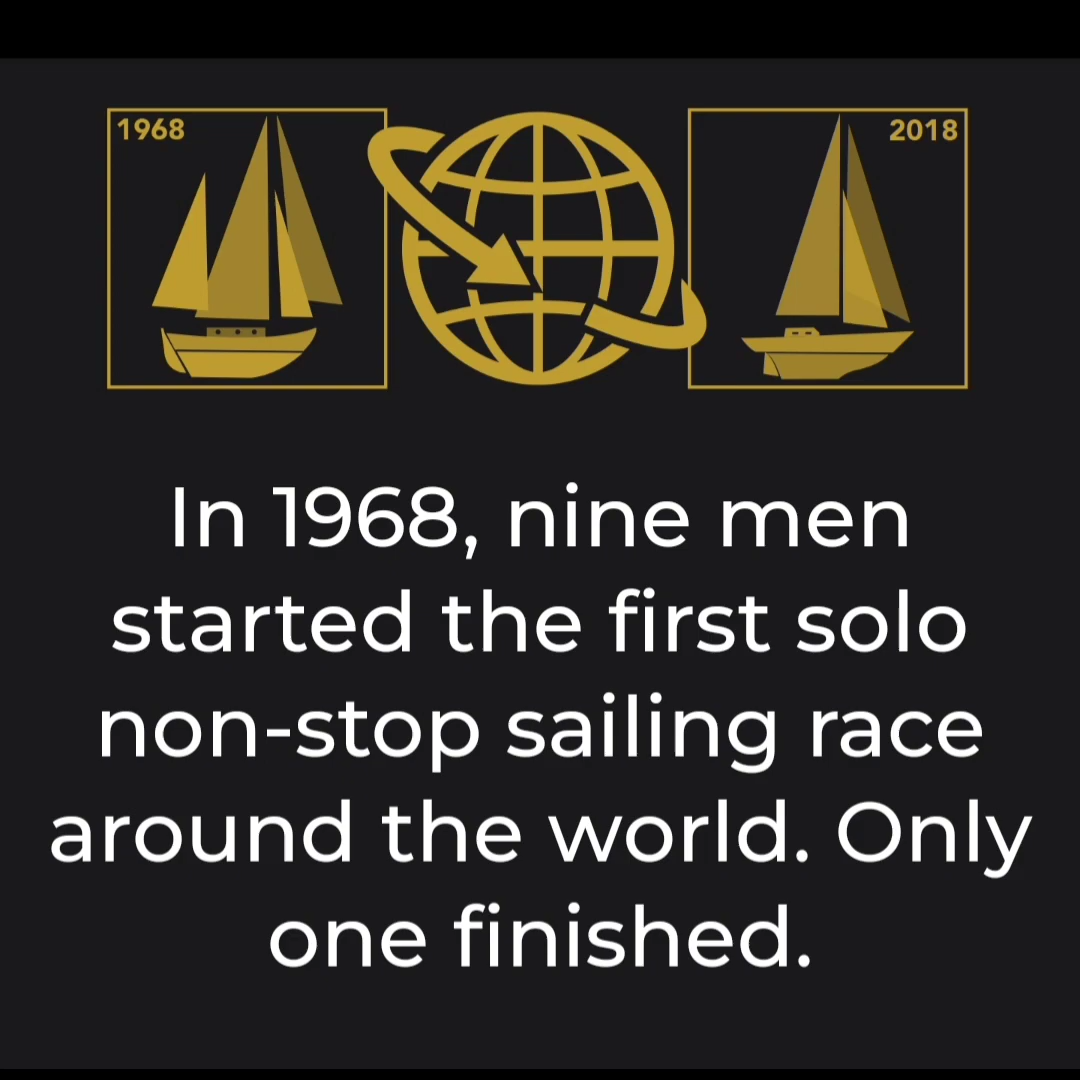 1968
2018
In 1968, nine men
started the first solo
non-stop sailing race
around the world. Only
one finished.